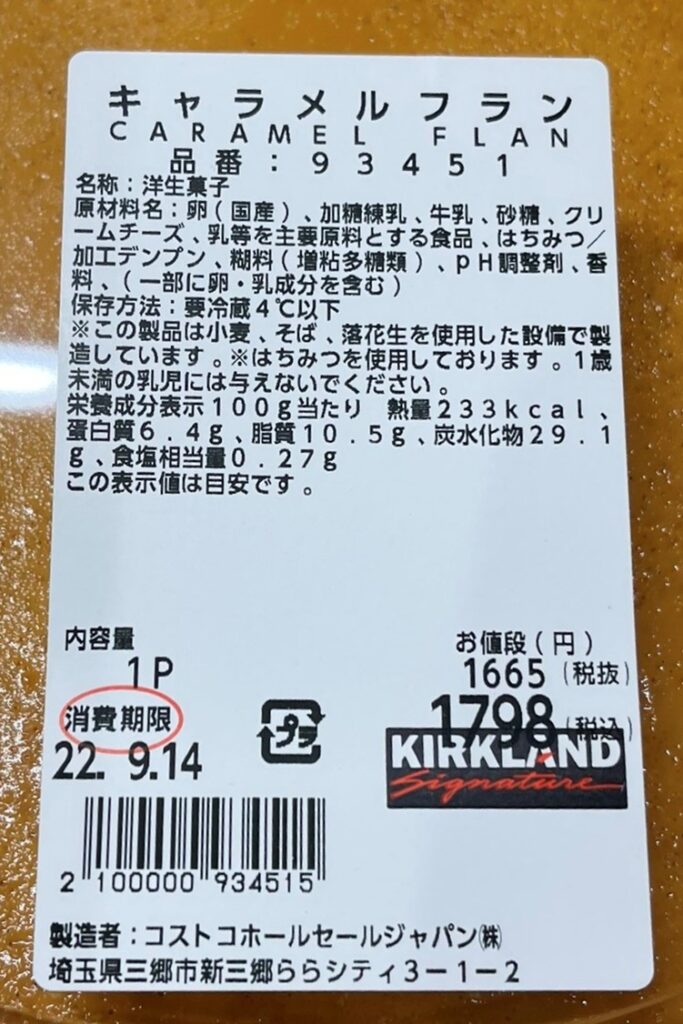 キャラメルフラン
CARAMEL FLAN
品番：93451
名称：洋生菓子
原材料名：卵（国産）、加糖練乳、牛乳、砂糖、クリ
ームチーズ、乳等を主要原料とする食品、はちみつ／
加工デンプン、糊料（増粘多糖類）、ｐH調整剤、香
料、（一部に卵・乳成分を含む）
保存方法：要冷蔵４℃以下
※この製品は小麦、そば、落花生を使用した設備で製
造しています。※はちみつを使用しております。１歳
未満の乳児には与えないでください。
栄養成分表示１００ｇ当たり　熱量２３３ｋｃａｌ、
蛋白質６．４ｇ、脂質１０．５ｇ、炭水化物２９．１
ｇ、食塩相当量０．２７ｇ
この表示値は目安です。
内容量
1P
お値段（円）
1665（税抜）
1798（税込）
消費期限
22. 9.14
プラ
KIRKLAND
Signature
2 100000 934515
製造者：コストコホールセールジャパン㈱
埼玉県三郷市新三郷ららシティ３－１－２